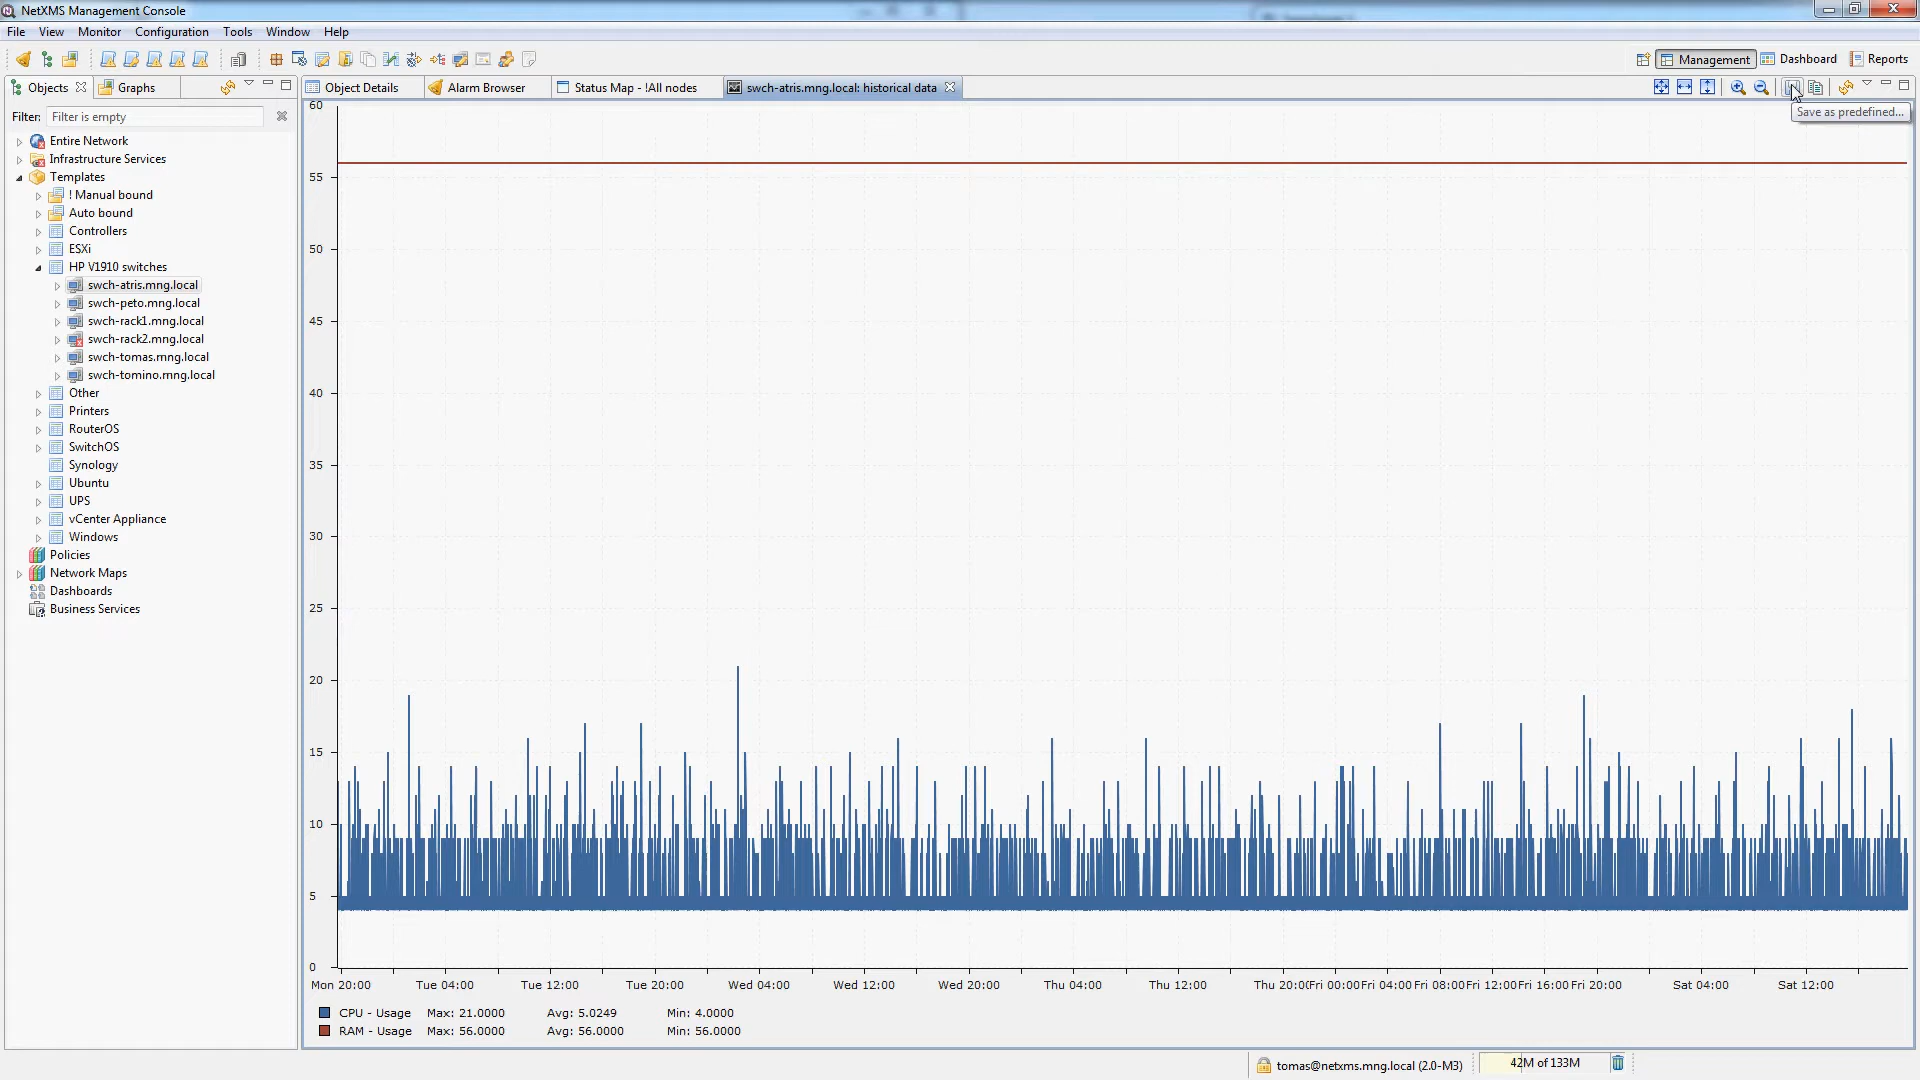 NetXMS Management Console
File View Monitor Configuration Tools Window Help
Management Dashboard Reports
Objects Graphs
Object Details Alarm Browser Status Map - !All nodes swch-atris.mng.local: historical data
Save as predefined...
Filter: Filter is empty
Entire Network
Infrastructure Services
Templates
! Manual bound
Auto bound
Controllers
ESXi
HP V1910 switches
swch-atris.mng.local
swch-peto.mng.local
swch-rack1.mng.local
swch-rack2.mng.local
swch-tomas.mng.local
swch-tomino.mng.local
Other
Printers
RouterOS
SwitchOS
Synology
Ubuntu
UPS
vCenter Appliance
Windows
Policies
Network Maps
Dashboards
Business Services
60
55
50
45
40
35
30
25
20
15
10
5
0
Mon 20:00 Tue 04:00 Tue 12:00 Tue 20:00 Wed 04:00 Wed 12:00 Wed 20:00 Thu 04:00 Thu 12:00 Thu 20:00 Fri 00:00 Fri 04:00 Fri 08:00 Fri 12:00 Fri 16:00 Fri 20:00 Sat 04:00 Sat 12:00
CPU - Usage Max: 21.0000 Avg: 5.0249 Min: 4.0000
RAM - Usage Max: 56.0000 Avg: 56.0000 Min: 56.0000
tomas@netxms.mng.local (2.0-M3) 42M of 133M